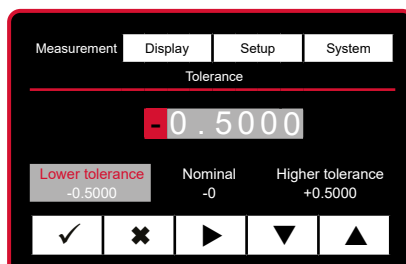 Measurement Display Setup System
Tolerance
-0.5000
Lower tolerance Nominal Higher tolerance
-0.5000 -0 +0.5000